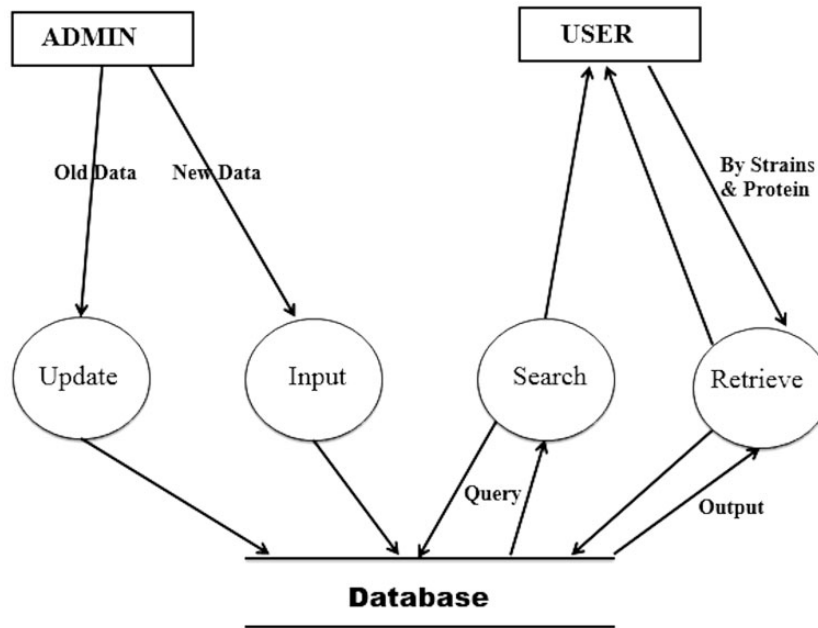 ADMIN
USER
Old Data
New Data
By Strains
& Protein
Update
Input
Search
Retrieve
Query
Output
Database